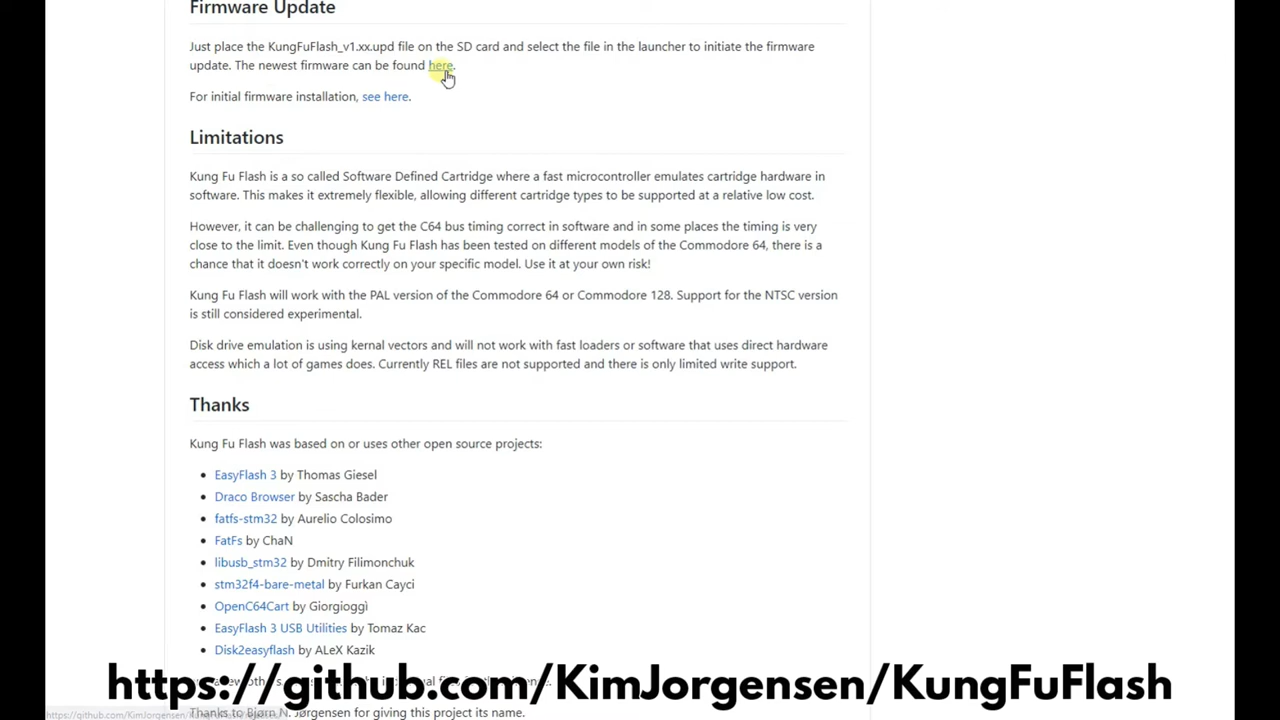 Firmware Update
Just place the KungFuFlash_v1.xx.upd file on the SD card and select the file in the launcher to initiate the firmware
update. The newest firmware can be found here.
For initial firmware installation, see here.
Limitations
Kung Fu Flash is a so called Software Defined Cartridge where a fast microcontroller emulates cartridge hardware in
software. This makes it extremely flexible, allowing different cartridge types to be supported at a relative low cost.
However, it can be challenging to get the C64 bus timing correct in software and in some places the timing is very
close to the limit. Even though Kung Fu Flash has been tested on different models of the Commodore 64, there is a
chance that it doesn't work correctly on your specific model. Use it at your own risk!
Kung Fu Flash will work with the PAL version of the Commodore 64 or Commodore 128. Support for the NTSC version
is still considered experimental.
Disk drive emulation is using kernal vectors and will not work with fast loaders or software that uses direct hardware
access which a lot of games does. Currently REL files are not supported and there is only limited write support.
Thanks
Kung Fu Flash was based on or uses other open source projects:
• EasyFlash 3 by Thomas Giesel
• Draco Browser by Sascha Bader
• fatfs-stm32 by Aurelio Colosimo
• FatFs by ChaN
• libusb_stm32 by Dmitry Filimonchuk
• stm32f4-bare-metal by Furkan Cayci
• OpenC64Cart by Giorgioggì
• EasyFlash 3 USB Utilities by Tomaz Kac
• Disk2easyflash by ALeX Kazik
https://github.com/KimJorgensen/KungFuFlash
Thanks to Bjørn N. Jørgensen for giving this project its name.